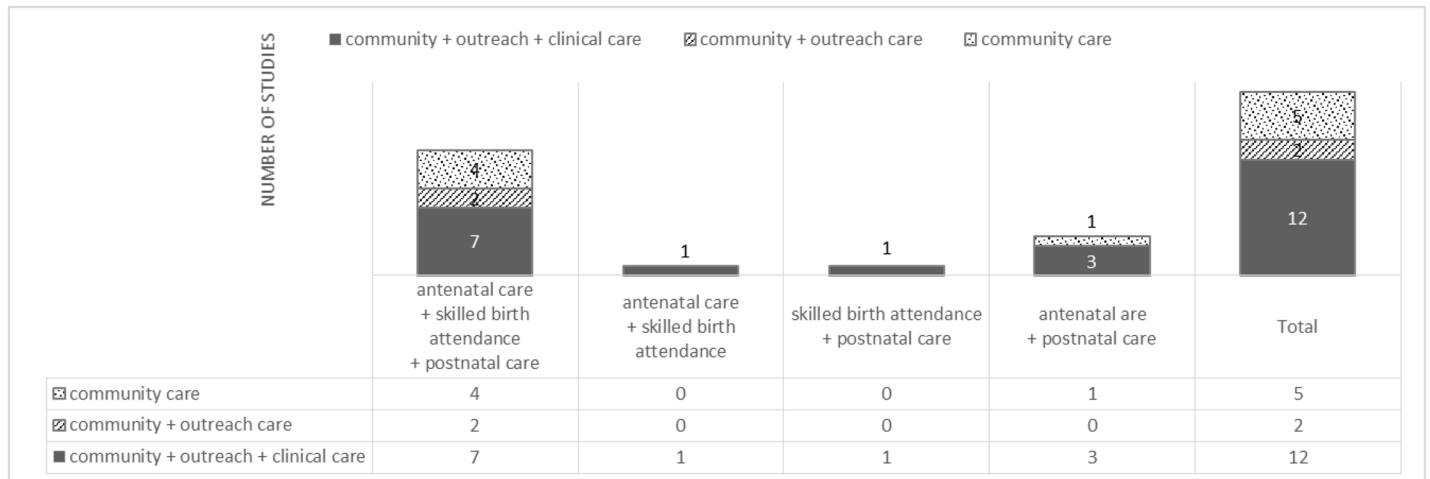 NUMBER OF STUDIES
community + outreach + clinical care community + outreach care community care
4
2
7
1
1
1
3
5
2
12
antenatal care
+ skilled birth
attendance
+ postnatal care
antenatal care
+ skilled birth
attendance
skilled birth attendance
+ postnatal care
antenatal are
+ postnatal care
Total
community care 4 0 0 1 5
community + outreach care 2 0 0 0 2
community + outreach + clinical care 7 1 1 3 12